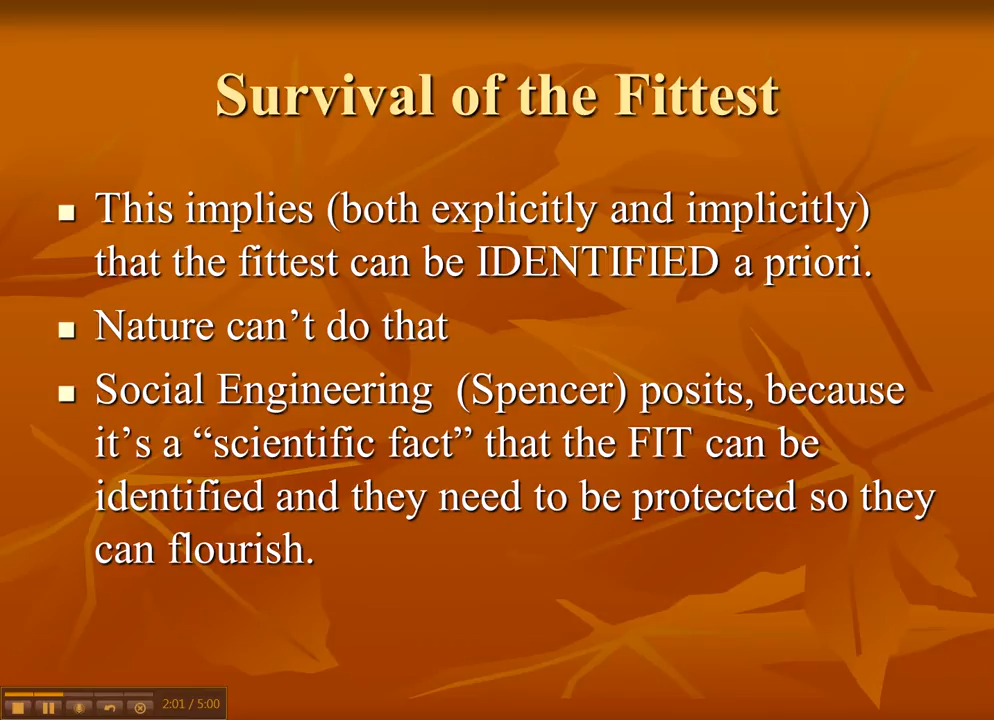 Survival of the Fittest
This implies (both explicitly and implicitly)
that the fittest can be IDENTIFIED a priori.
Nature can’t do that
Social Engineering  (Spencer) posits, because
it’s a “scientific fact” that the FIT can be
identified and they need to be protected so they
can flourish.
2:01 / 5:00